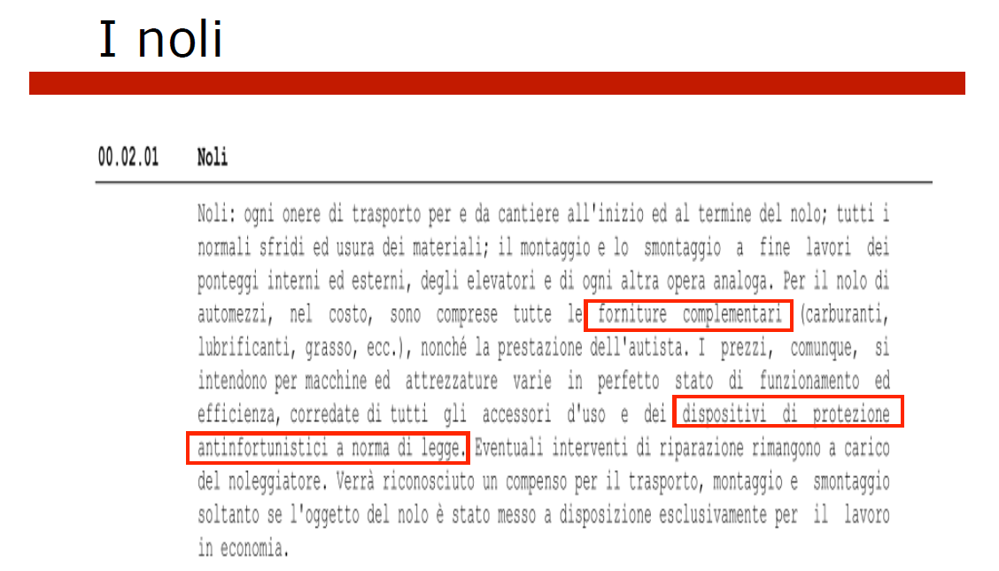 I noli
00.02.01 Noli
Noli: ogni onere di trasporto per e da cantiere all'inizio ed al termine del nolo; tutti i
normali sfridi ed usura dei materiali; il montaggio e lo smontaggio a fine lavori dei
ponteggi interni ed esterni, degli elevatori e di ogni altra opera analoga. Per il nolo di
automezzi, nel costo, sono comprese tutte le forniture complementari (carburanti,
lubrificanti, grasso, ecc.), nonché la prestazione dell'autista. I prezzi, comunque, si
intendono per macchine ed attrezzature varie in perfetto stato di funzionamento ed
efficienza, corredate di tutti gli accessori d'uso e dei dispositivi di protezione
antinfortunistici a norma di legge. Eventuali interventi di riparazione rimangono a carico
del noleggiatore. Verrà riconosciuto un compenso per il trasporto, montaggio e smontaggio
soltanto se l'oggetto del nolo è stato messo a disposizione esclusivamente per il lavoro
in economia.